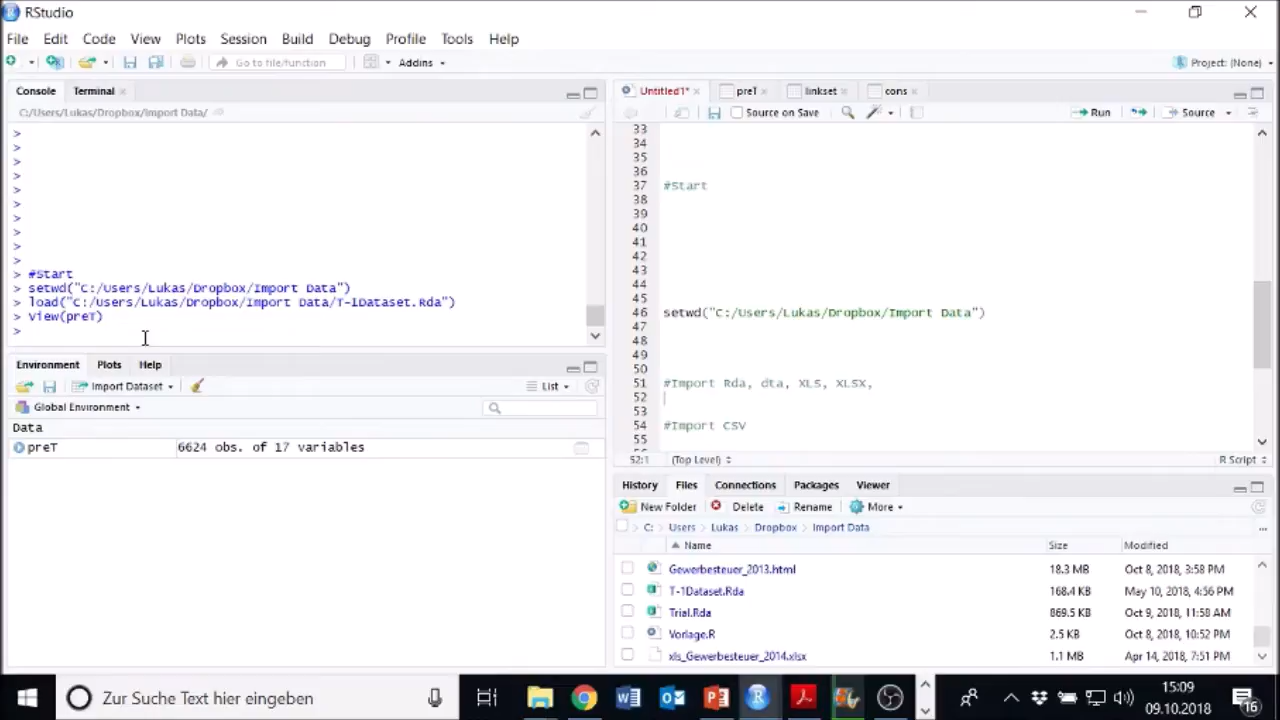 RStudio
File Edit Code View Plots Session Build Debug Profile Tools Help
Go to file/function Addins Project: (None)
Console Terminal
C:/Users/Lukas/Dropbox/Import Data/
>
>
>
>
>
>
>
>
>
>
> #Start
> setwd("C:/Users/Lukas/Dropbox/Import Data")
> load("C:/Users/Lukas/Dropbox/Import Data/T-1Dataset.Rda")
> View(preT)
>
Environment Plots Help
Import Dataset List
Global Environment
Data
preT 6624 obs. of 17 variables
Untitled1* preT linkset cons
Source on Save Run Source
33
34
35
36
37 #Start
38
39
40
41
42
43
44
45
46 setwd("C:/Users/Lukas/Dropbox/Import Data")
47
48
49
50
51 #Import Rda, dta, XLS, XLSX,
52
53
54 #Import CSV
55
52:1 (Top Level) R Script
History Files Connections Packages Viewer
New Folder Delete Rename More
C: Users Lukas Dropbox Import Data ...
Name Size Modified
Gewerbesteuer_2013.html 18.3 MB Oct 8, 2018, 3:58 PM
T-1Dataset.Rda 168.4 KB May 10, 2018, 4:56 PM
Trial.Rda 869.5 KB Oct 9, 2018, 11:58 AM
Vorlage.R 2.5 KB Oct 8, 2018, 10:52 PM
xls_Gewerbesteuer_2014.xlsx 1.1 MB Apr 14, 2018, 7:51 PM
Zur Suche Text hier eingeben
15:09
09.10.2018
16